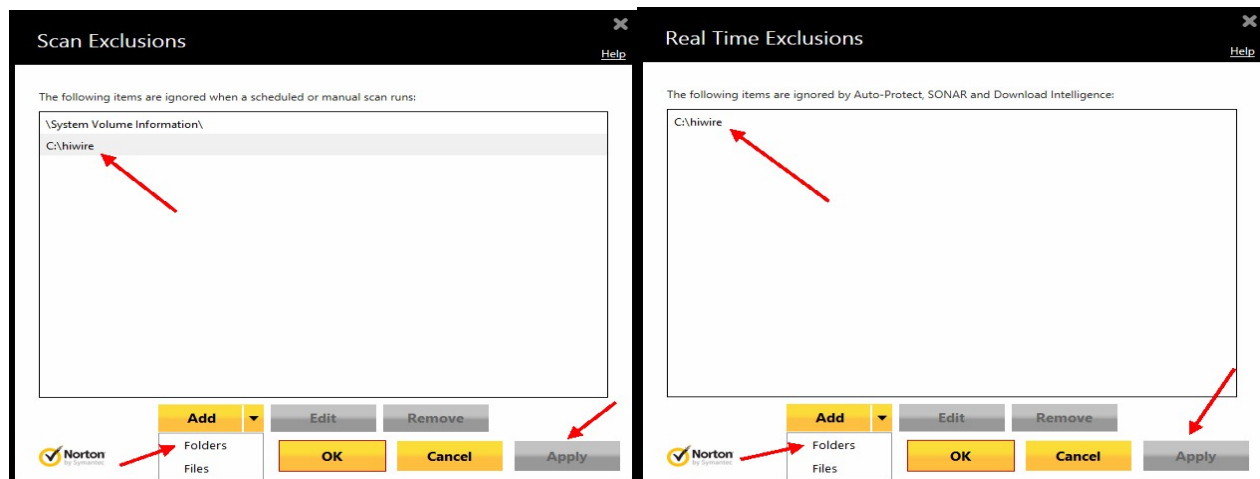 Scan Exclusions
Help
The following items are ignored when a scheduled or manual scan runs:
\System Volume Information\
C:\hiwire
Add
Edit
Remove
Folders
Files
Norton
by Symantec
OK
Cancel
Apply
Real Time Exclusions
Help
The following items are ignored by Auto-Protect, SONAR and Download Intelligence:
C:\hiwire
Add
Edit
Remove
Folders
Files
Norton
by Symantec
OK
Cancel
Apply